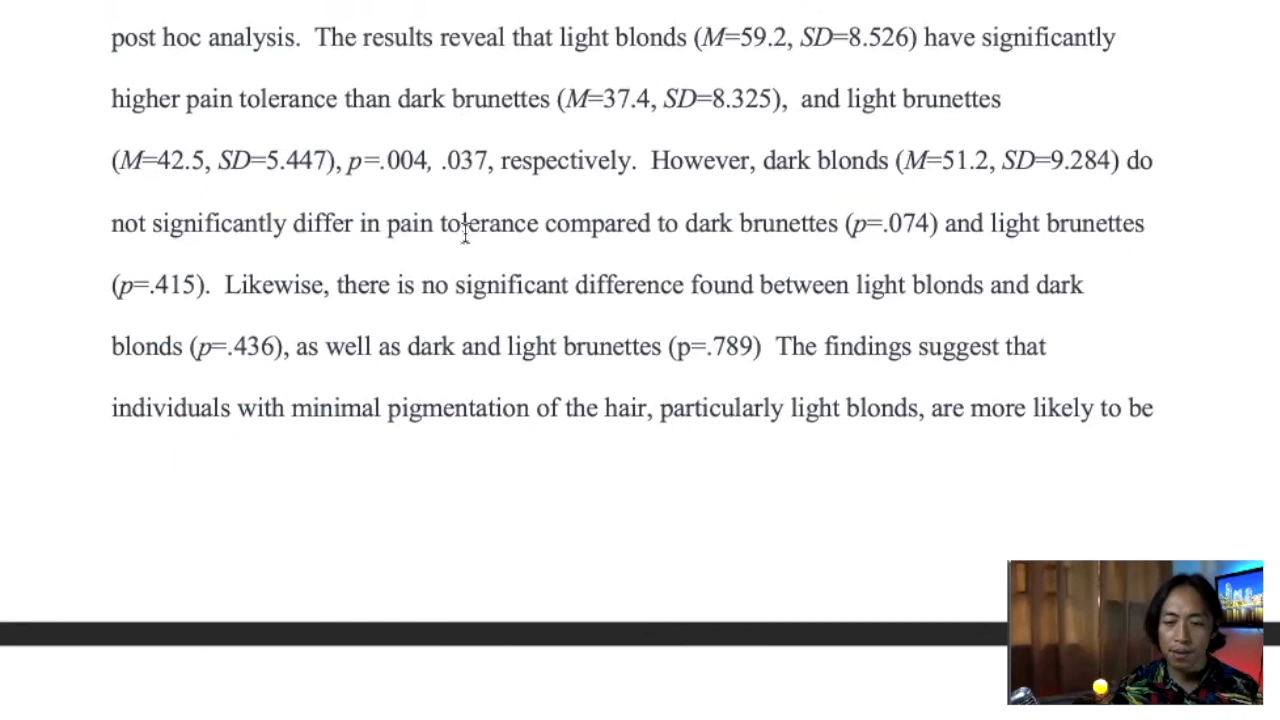 post hoc analysis.  The results reveal that light blonds (M=59.2, SD=8.526) have significantly
higher pain tolerance than dark brunettes (M=37.4, SD=8.325),  and light brunettes
(M=42.5, SD=5.447), p=.004, .037, respectively.  However, dark blonds (M=51.2, SD=9.284) do
not significantly differ in pain tolerance compared to dark brunettes (p=.074) and light brunettes
(p=.415).  Likewise, there is no significant difference found between light blonds and dark
blonds (p=.436), as well as dark and light brunettes (p=.789)  The findings suggest that
individuals with minimal pigmentation of the hair, particularly light blonds, are more likely to be